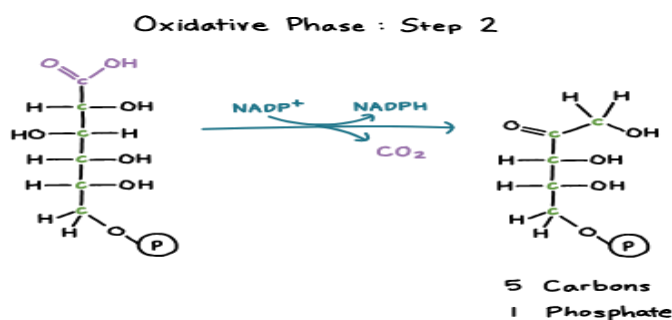 Oxidative Phase : Step 2
O OH
C
H C OH
HO C H
H C OH
H C OH
H C
H O P
NADP+ NADPH
CO2
H H
O C C OH
H C OH
H C OH
H C
H O P
5 Carbons
1 Phosphate